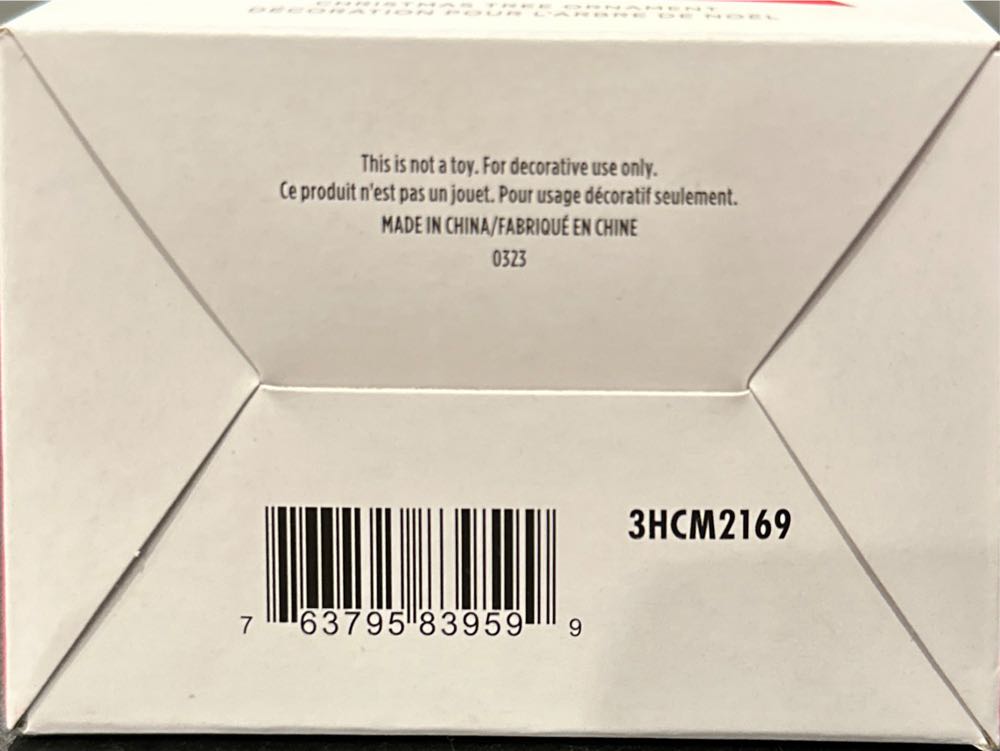 CHRISTMAS TREE ORNAMENT
DÉCORATION POUR L'ARBRE DE NOËL
This is not a toy. For decorative use only.
Ce produit n'est pas un jouet. Pour usage décoratif seulement.
MADE IN CHINA/FABRIQUÉ EN CHINE
0323
3HCM2169
7 63795 83959 9